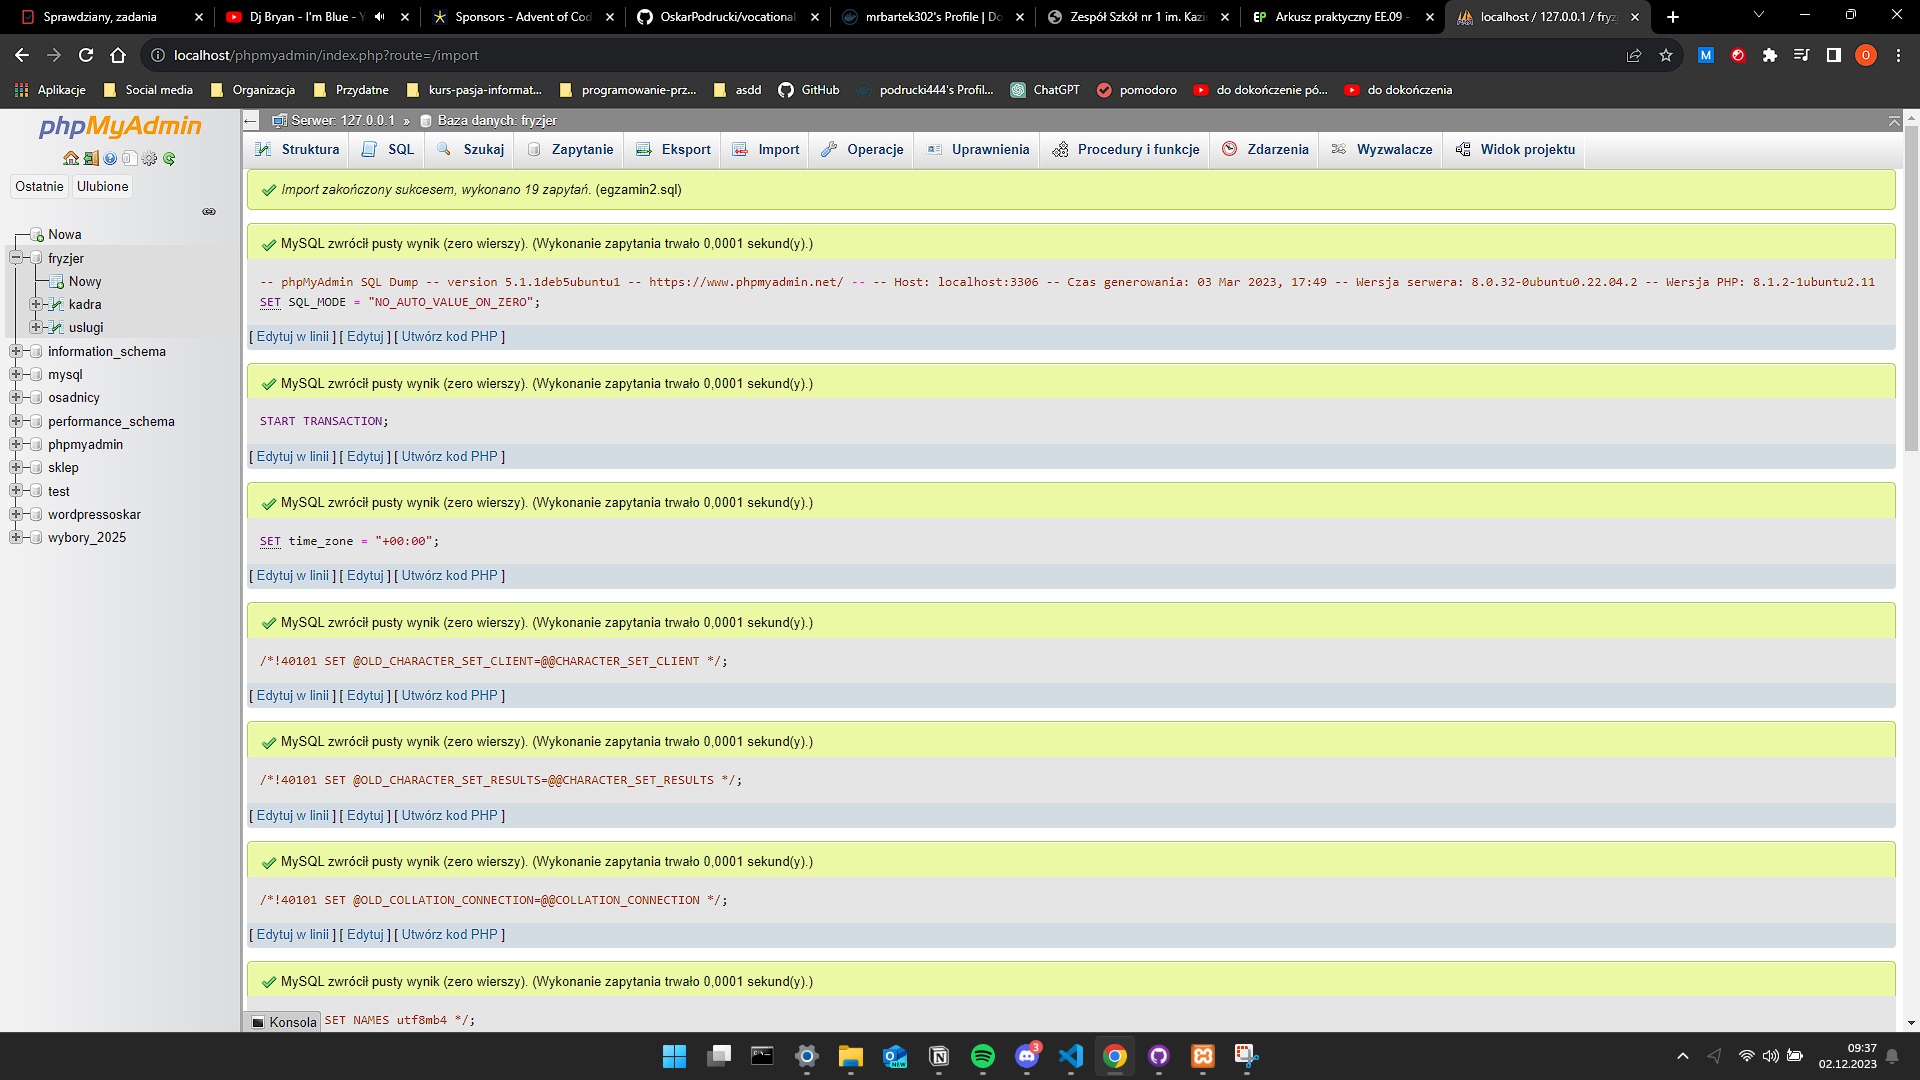 Sprawdziany, zadania
Dj Bryan - I'm Blue - Y
Sponsors - Advent of Cod
OskarPodrucki/vocational
mrbartek302's Profile | Do
Zespół Szkół nr 1 im. Kazi
Arkusz praktyczny EE.09 -
localhost / 127.0.0.1 / fryz
localhost/phpmyadmin/index.php?route=/import
Aplikacje
Social media
Organizacja
Przydatne
kurs-pasja-informat...
programowanie-prz...
asdd
GitHub
podrucki444's Profil...
ChatGPT
pomodoro
do dokończenie pó...
do dokończenia
phpMyAdmin
Ostatnie
Ulubione
Nowa
fryzjer
Nowy
kadra
uslugi
information_schema
mysql
osadnicy
performance_schema
phpmyadmin
sklep
test
wordpressoskar
wybory_2025
Serwer: 127.0.0.1 » Baza danych: fryzjer
Struktura
SQL
Szukaj
Zapytanie
Eksport
Import
Operacje
Uprawnienia
Procedury i funkcje
Zdarzenia
Wyzwalacze
Widok projektu
Import zakończony sukcesem, wykonano 19 zapytań. (egzamin2.sql)
MySQL zwrócił pusty wynik (zero wierszy). (Wykonanie zapytania trwało 0,0001 sekund(y).)
-- phpMyAdmin SQL Dump -- version 5.1.1deb5ubuntu1 -- https://www.phpmyadmin.net/ -- -- Host: localhost:3306 -- Czas generowania: 03 Mar 2023, 17:49 -- Wersja serwera: 8.0.32-0ubuntu0.22.04.2 -- Wersja PHP: 8.1.2-1ubuntu2.11
SET SQL_MODE = "NO_AUTO_VALUE_ON_ZERO";
[ Edytuj w linii ] [ Edytuj ] [ Utwórz kod PHP ]
MySQL zwrócił pusty wynik (zero wierszy). (Wykonanie zapytania trwało 0,0001 sekund(y).)
START TRANSACTION;
[ Edytuj w linii ] [ Edytuj ] [ Utwórz kod PHP ]
MySQL zwrócił pusty wynik (zero wierszy). (Wykonanie zapytania trwało 0,0001 sekund(y).)
SET time_zone = "+00:00";
[ Edytuj w linii ] [ Edytuj ] [ Utwórz kod PHP ]
MySQL zwrócił pusty wynik (zero wierszy). (Wykonanie zapytania trwało 0,0001 sekund(y).)
/*!40101 SET @OLD_CHARACTER_SET_CLIENT=@@CHARACTER_SET_CLIENT */;
[ Edytuj w linii ] [ Edytuj ] [ Utwórz kod PHP ]
MySQL zwrócił pusty wynik (zero wierszy). (Wykonanie zapytania trwało 0,0001 sekund(y).)
/*!40101 SET @OLD_CHARACTER_SET_RESULTS=@@CHARACTER_SET_RESULTS */;
[ Edytuj w linii ] [ Edytuj ] [ Utwórz kod PHP ]
MySQL zwrócił pusty wynik (zero wierszy). (Wykonanie zapytania trwało 0,0001 sekund(y).)
/*!40101 SET @OLD_COLLATION_CONNECTION=@@COLLATION_CONNECTION */;
[ Edytuj w linii ] [ Edytuj ] [ Utwórz kod PHP ]
MySQL zwrócił pusty wynik (zero wierszy). (Wykonanie zapytania trwało 0,0001 sekund(y).)
Konsola
SET NAMES utf8mb4 */;
09:37
02.12.2023